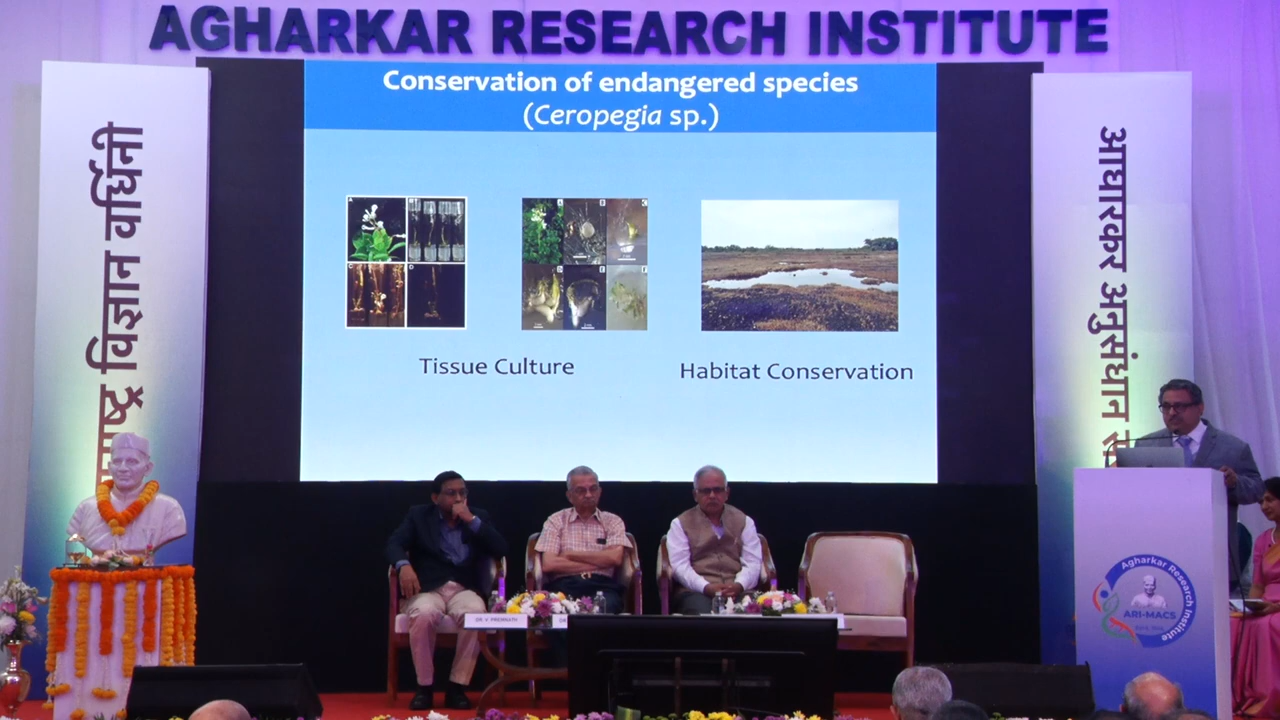 AGHARKAR RESEARCH INSTITUTE
Conservation of endangered species
(Ceropegia sp.)
Tissue Culture
Habitat Conservation
विज्ञान वर्धिनी
आघारकर अनुसंधान
DR. V. PREMNATH
DR
Agharkar Research Institute
ARI-MACS